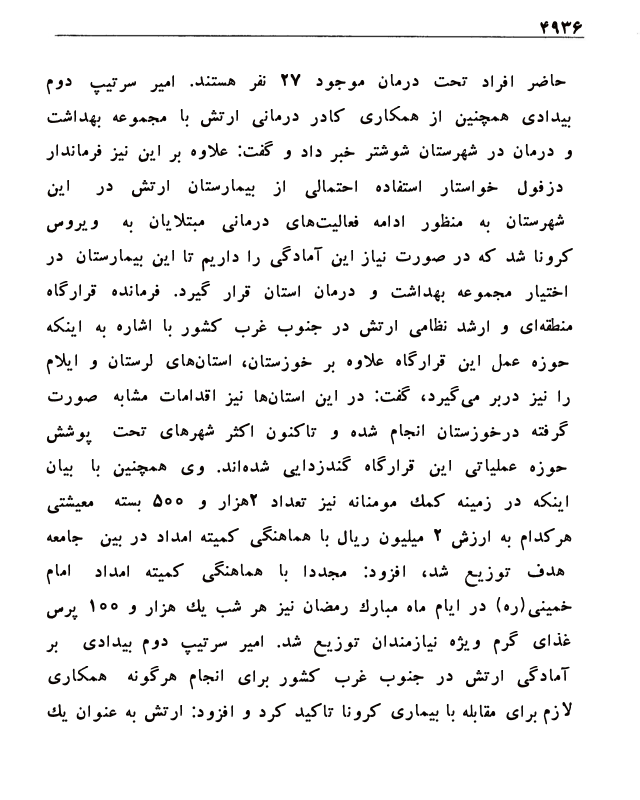 ۴۹۳۶
حاضر افراد تحت درمان موجود ۲۷ نفر هستند. امیر سرتیپ دوم
بیدادی همچنین از همکاری کادر درمانی ارتش با مجموعه بهداشت
و درمان در شهرستان شوشتر خبر داد و گفت: علاوه بر این نیز فرماندار
دزفول خواستار استفاده احتمالی از بیمارستان ارتش در این
شهرستان به منظور ادامه فعالیت‌های درمانی مبتلایان به ویروس
کرونا شد که در صورت نیاز این آمادگی را داریم تا این بیمارستان در
اختیار مجموعه بهداشت و درمان استان قرار گیرد. فرمانده قرارگاه
منطقه‌ای و ارشد نظامی ارتش در جنوب غرب کشور با اشاره به اینکه
حوزه عمل این قرارگاه علاوه بر خوزستان، استان‌های لرستان و ایلام
را نیز دربر می‌گیرد، گفت: در این استان‌ها نیز اقدامات مشابه صورت
گرفته درخوزستان انجام شده و تاکنون اکثر شهرهای تحت پوشش
حوزه عملیاتی این قرارگاه گندزدایی شده‌اند. وی همچنین با بیان
اینکه در زمینه کمك مومنانه نیز تعداد ۲هزار و ۵۰۰ بسته معیشتی
هرکدام به ارزش ۲ میلیون ریال با هماهنگی کمیته امداد در بین جامعه
هدف توزیع شد، افزود: مجددا با هماهنگی کمیته امداد امام
خمینی(ره) در ایام ماه مبارك رمضان نیز هر شب یك هزار و ۱۰۰ پرس
غذای گرم ویژه نیازمندان توزیع شد. امیر سرتیپ دوم بیدادی بر
آمادگی ارتش در جنوب غرب کشور برای انجام هرگونه همکاری
لازم برای مقابله با بیماری کرونا تاکید کرد و افزود: ارتش به عنوان یك